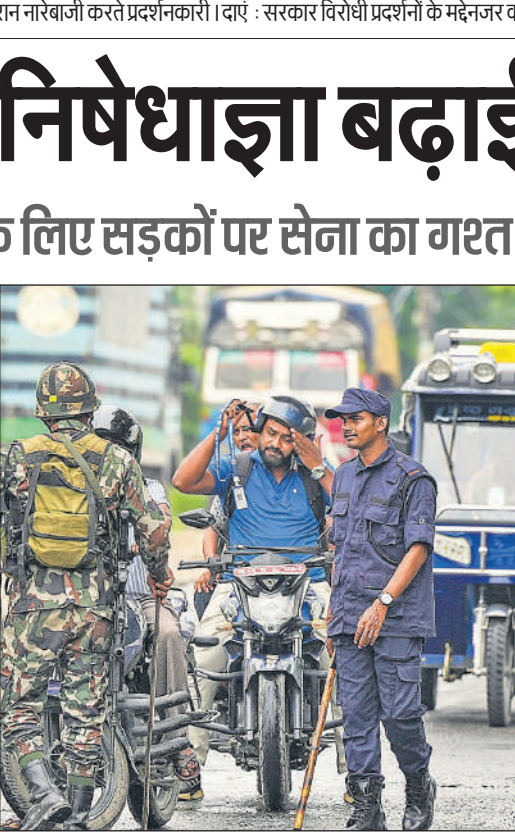 नारेबाजी करते प्रदर्शनकारी । दाएं : सरकार विरोधी प्रदर्शनों के मद्देनजर
निषेधाज्ञा बढ़ाई
लिए सड़कों पर सेना का गश्त